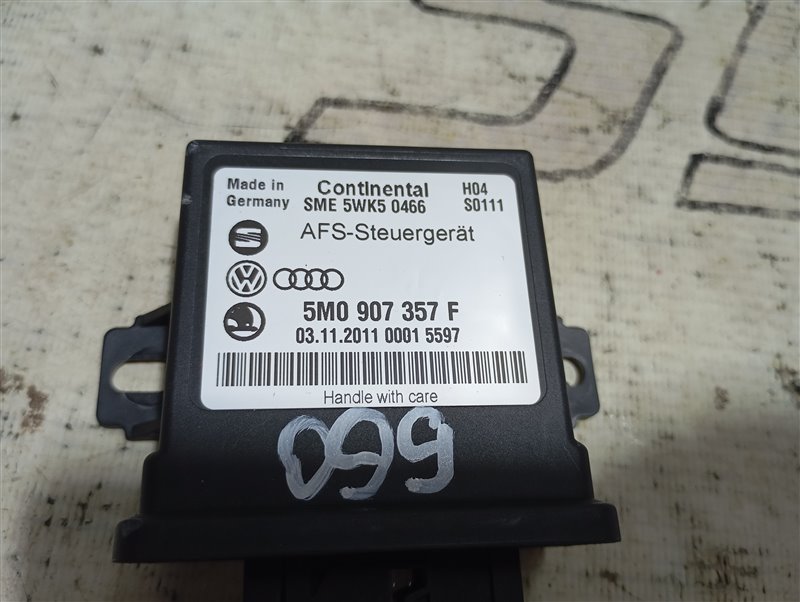 Made in Continental H04
Germany SME 5WK5 0466 S0111
AFS-Steuergerät
5M0 907 357 F
03.11.2011 0001 5597
Handle with care